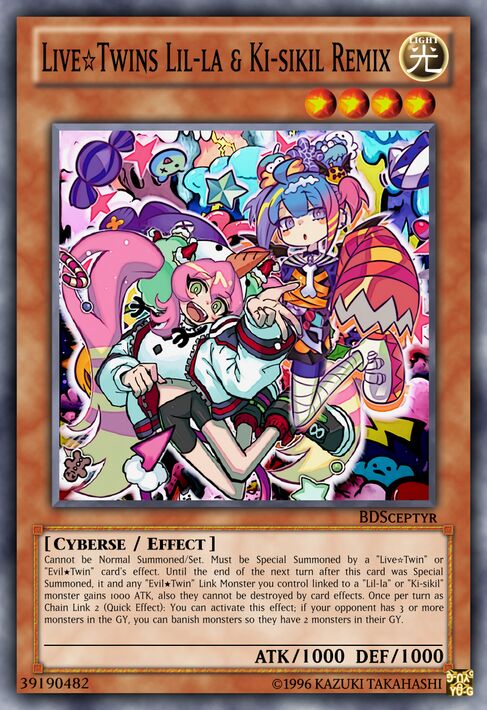 LIVE☆TWINS LIL-LA & KI-SIKIL REMIX
LIGHT
光
BDSCEPTYR
[ CYBERSE / EFFECT ]
Cannot be Normal Summoned/Set. Must be Special Summoned by a "Live☆Twin" or
"Evil★Twin" card's effect. Until the end of the next turn after this card was Special
Summoned, it and any "Evil★Twin" Link Monster you control linked to a "Lil-la" or "Ki-sikil"
monster gains 1000 ATK, also they cannot be destroyed by card effects. Once per turn as
Chain Link 2 (Quick Effect): You can activate this effect; if your opponent has 3 or more
monsters in the GY, you can banish monsters so they have 2 monsters in their GY.
ATK/1000 DEF/1000
39190482
©1996 KAZUKI TAKAHASHI